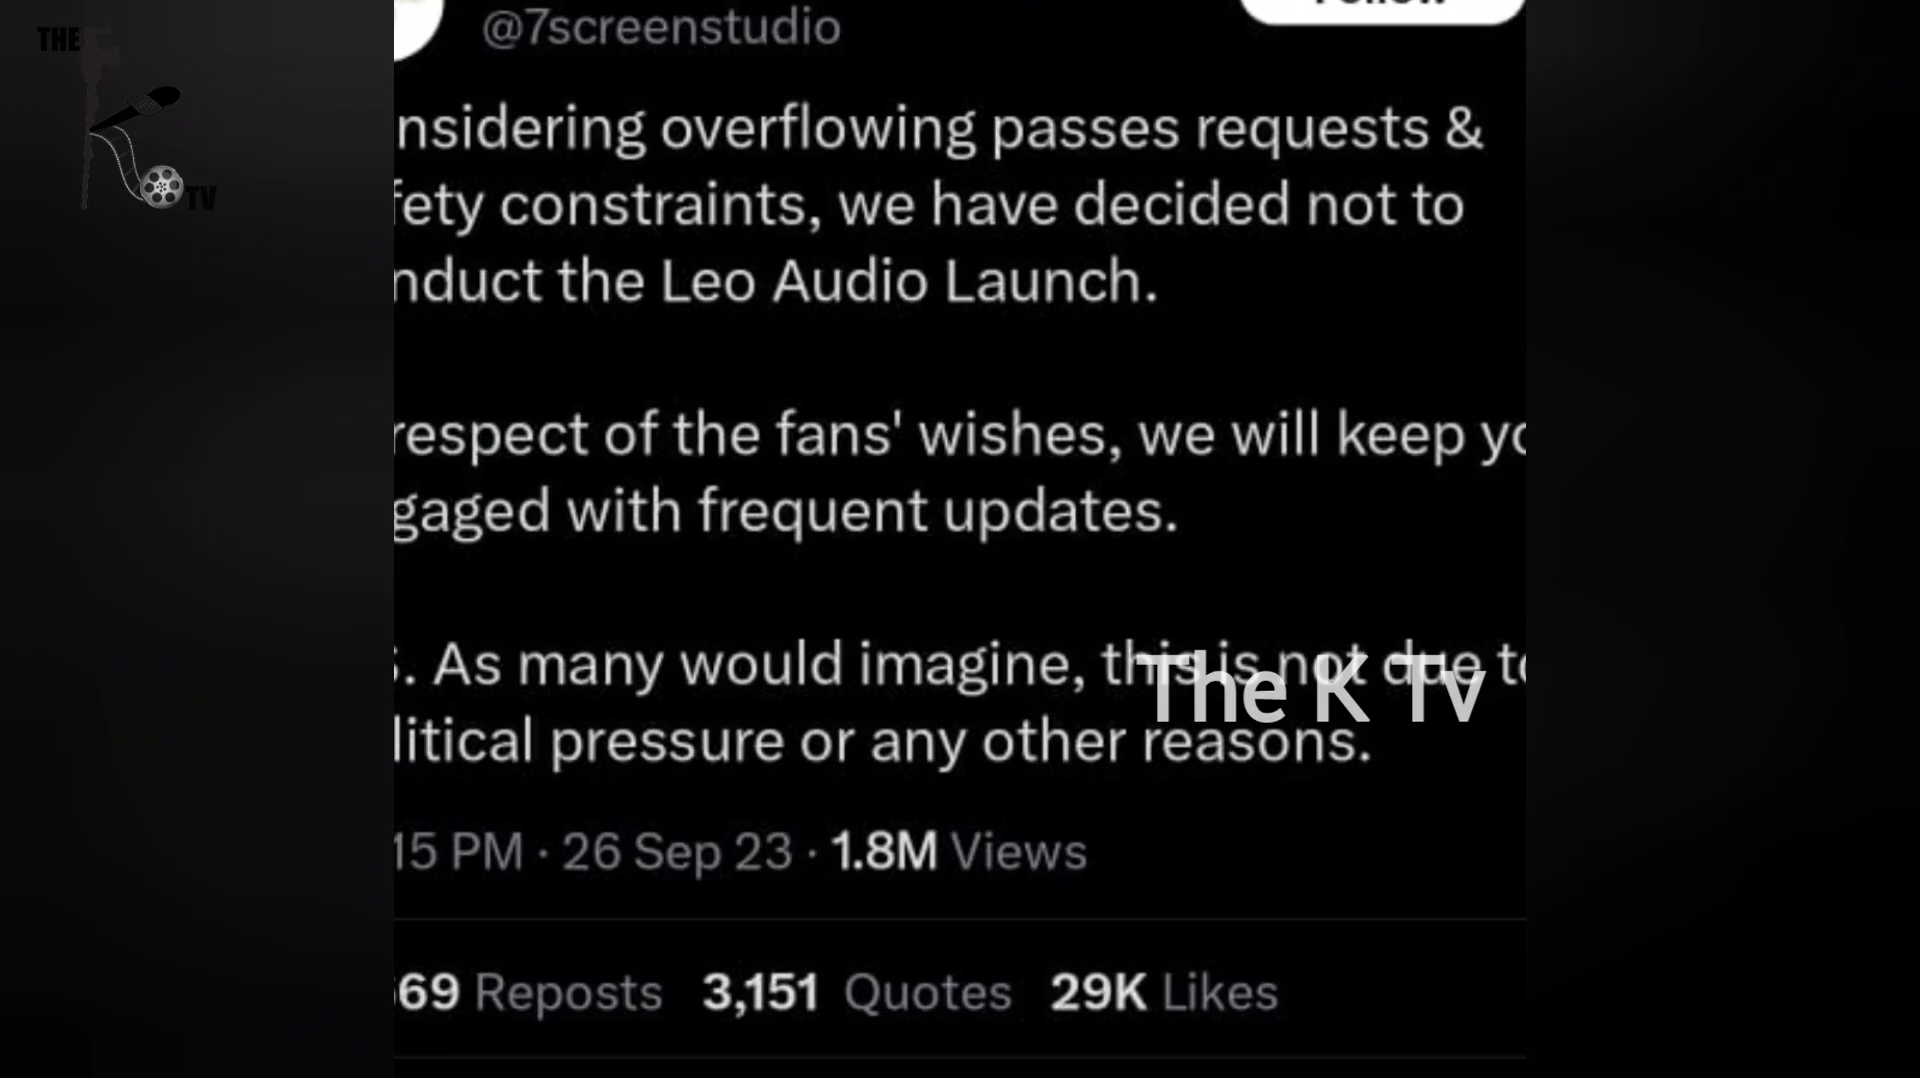 THE
TV
@7screenstudio
Follow
nsidering overflowing passes requests &
fety constraints, we have decided not to
nduct the Leo Audio Launch.
respect of the fans' wishes, we will keep yo
gaged with frequent updates.
S. As many would imagine, this is not due to
litical pressure or any other reasons.
The K Tv
15 PM · 26 Sep 23 · 1.8M Views
69 Reposts 3,151 Quotes 29K Likes